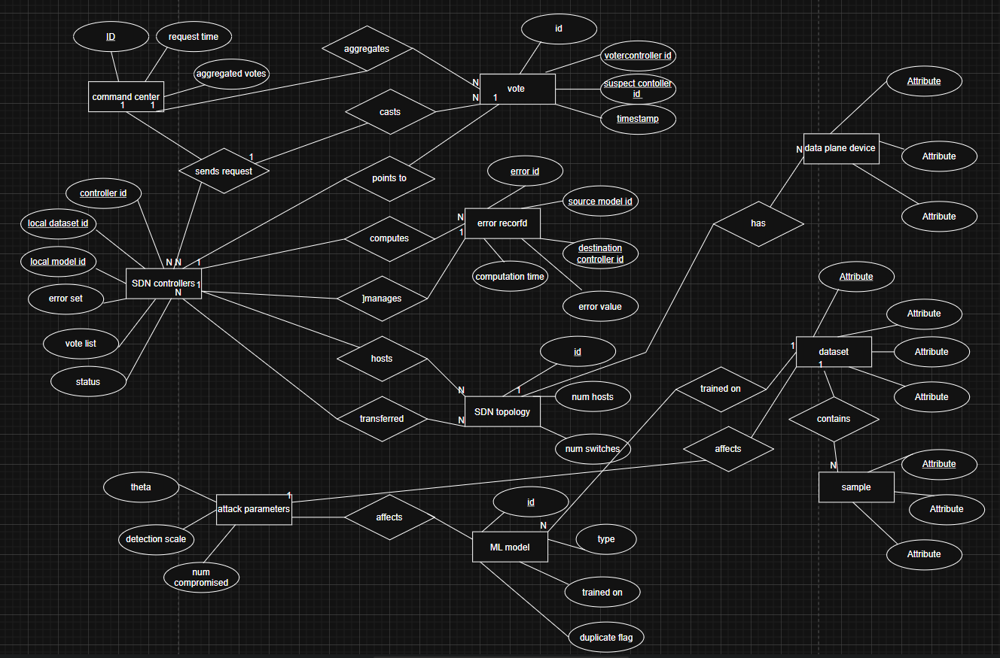 ID
request time
aggregated votes
command center
1
1
aggregates
id
votercontroller id
suspect contoller
id
timestamp
N
N
1
vote
casts
1
sends request
points to
Attribute
N
data plane device
Attribute
Attribute
has
controller id
local dataset id
local model id
error set
vote list
status
N
N
1
SDN controllers
1
N
error id
source model id
N
1
error recorfd
destination
controller id
computation time
error value
computes
]manages
hosts
transferred
id
N
1
num hosts
N
SDN topology
num switches
Attribute
Attribute
1
dataset
1
Attribute
Attribute
trained on
contains
affects
N
Attribute
sample
Attribute
Attribute
theta
1
attack parameters
detection scale
num
compromised
affects
id
N
ML model
type
trained on
duplicate flag